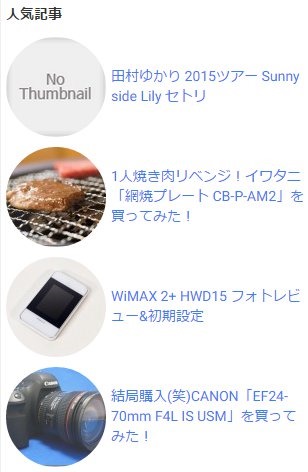 人気記事
No
Thumbnail
田村ゆかり 2015ツアー Sunny
side Lily セトリ
1人焼き肉リベンジ！イワタニ
「網焼プレート CB-P-AM2」を
買ってみた！
WiMAX 2+ HWD15 フォトレビ
ュー&初期設定
結局購入(笑)CANON「EF24-
70mm F4L IS USM」を買って
みた！